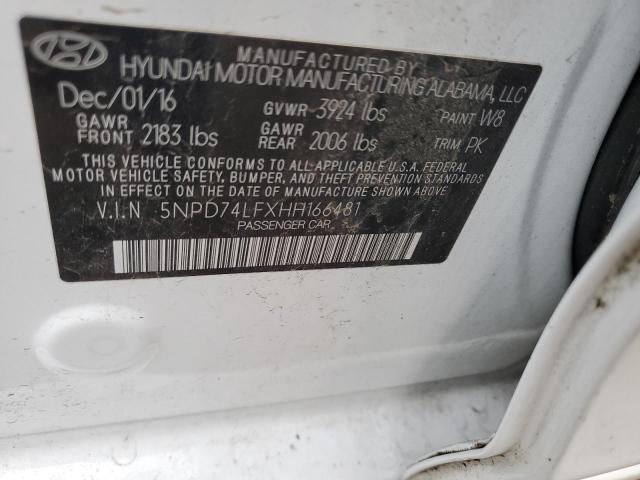 MANUFACTURED BY
HYUNDAI MOTOR MANUFACTURING ALABAMA, LLC
Dec/01/16 GVWR 3924 lbs PAINT W8
GAWR FRONT 2183 lbs GAWR REAR 2006 lbs TRIM PK
THIS VEHICLE CONFORMS TO ALL APPLICABLE U.S.A. FEDERAL
MOTOR VEHICLE SAFETY, BUMPER, AND THEFT PREVENTION STANDARDS
IN EFFECT ON THE DATE OF MANUFACTURE SHOWN ABOVE.
V.I.N 5NPD74LFXHH166481
PASSENGER CAR